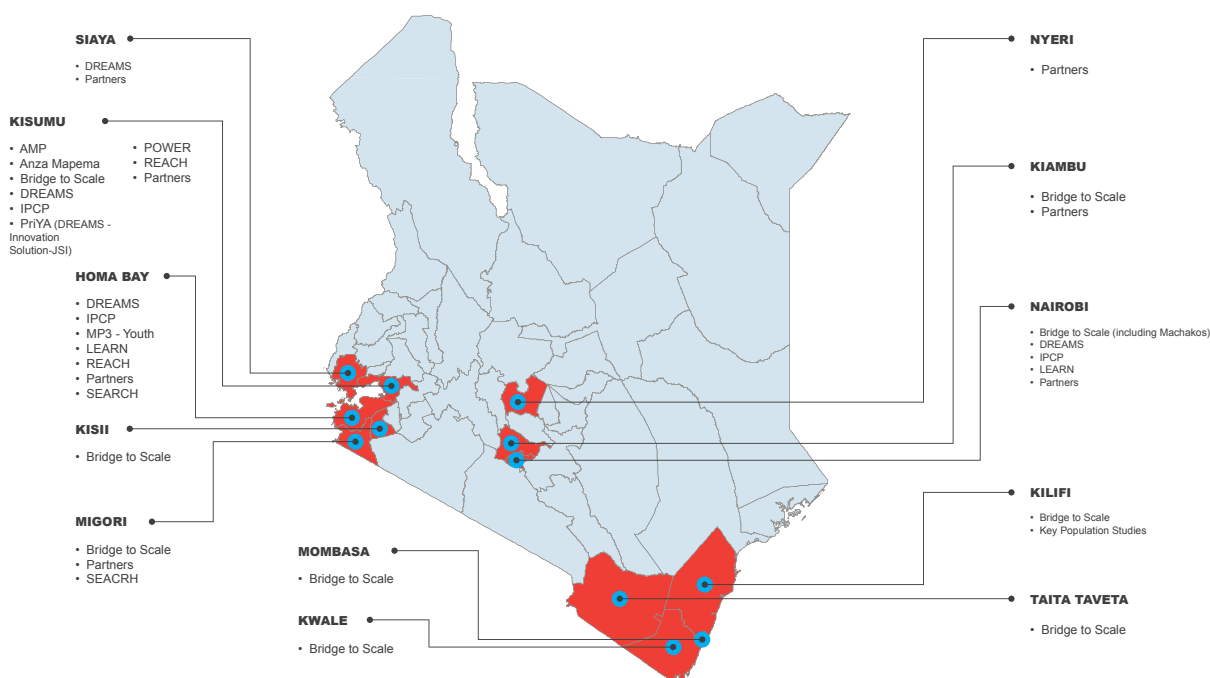 SIAYA
• DREAMS
• Partners
KISUMU
• AMP
• Anza Mapema
• Bridge to Scale
• DREAMS
• IPCP
• PriYA (DREAMS -
Innovation
Solution-JSI)
• POWER
• REACH
• Partners
HOMA BAY
• DREAMS
• IPCP
• MP3 - Youth
• LEARN
• REACH
• Partners
• SEARCH
KISII
• Bridge to Scale
MIGORI
• Bridge to Scale
• Partners
• SEACRH
MOMBASA
• Bridge to Scale
KWALE
• Bridge to Scale
NYERI
• Partners
KIAMBU
• Bridge to Scale
• Partners
NAIROBI
• Bridge to Scale (including Machakos)
• DREAMS
• IPCP
• LEARN
• Partners
KILIFI
• Bridge to Scale
• Key Population Studies
TAITA TAVETA
• Bridge to Scale